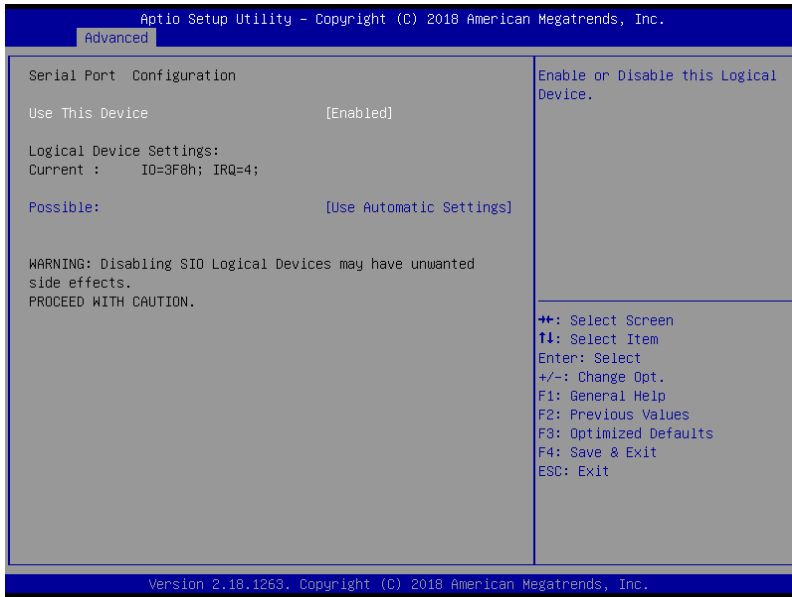 Aptio Setup Utility – Copyright (C) 2018 American Megatrends, Inc.
Advanced
Serial Port Configuration
Use This Device [Enabled]
Logical Device Settings:
Current : IO=3F8h; IRQ=4;
Possible: [Use Automatic Settings]
WARNING: Disabling SIO Logical Devices may have unwanted
side effects.
PROCEED WITH CAUTION.
Enable or Disable this Logical
Device.
→←: Select Screen
↑↓: Select Item
Enter: Select
+/-: Change Opt.
F1: General Help
F2: Previous Values
F3: Optimized Defaults
F4: Save & Exit
ESC: Exit
Version 2.18.1263. Copyright (C) 2018 American Megatrends, Inc.